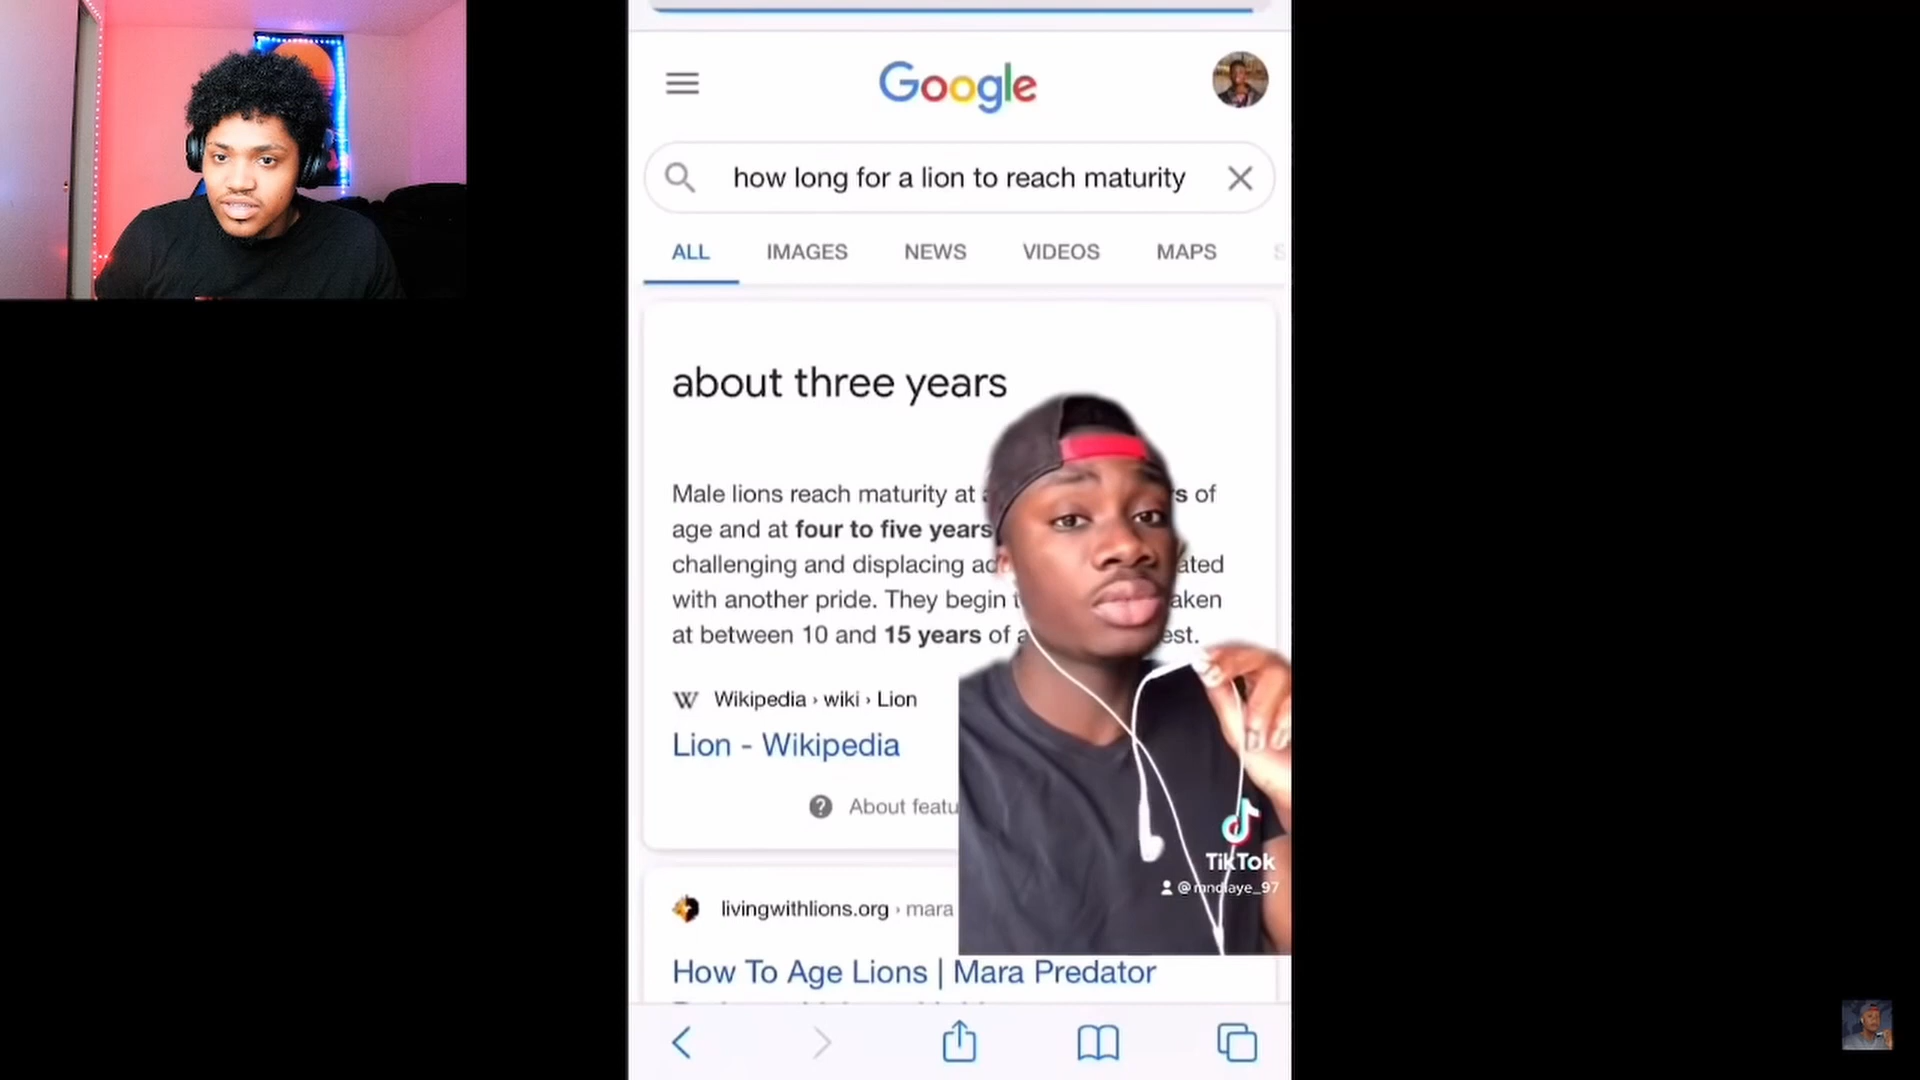 Google
how long for a lion to reach maturity
ALL IMAGES NEWS VIDEOS MAPS
about three years
Male lions reach maturity at s of
age and at four to five years
challenging and displacing ad ated
with another pride. They begin t aken
at between 10 and 15 years of a est.
W Wikipedia › wiki › Lion
Lion - Wikipedia
? About featu
TikTok
@mndiaye_97
livingwithlions.org › mara
How To Age Lions | Mara Predator